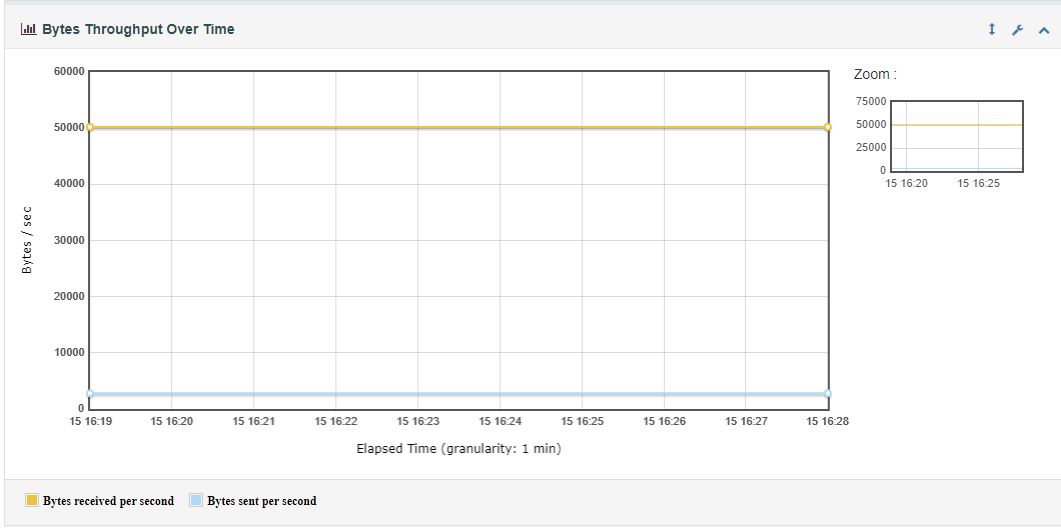 Bytes Throughput Over Time
60000
50000
40000
30000
20000
10000
0
Bytes / sec
15 16:19 15 16:20 15 16:21 15 16:22 15 16:23 15 16:24 15 16:25 15 16:26 15 16:27 15 16:28
Elapsed Time (granularity: 1 min)
Zoom :
75000
50000
25000
0
15 16:20 15 16:25
Bytes received per second Bytes sent per second